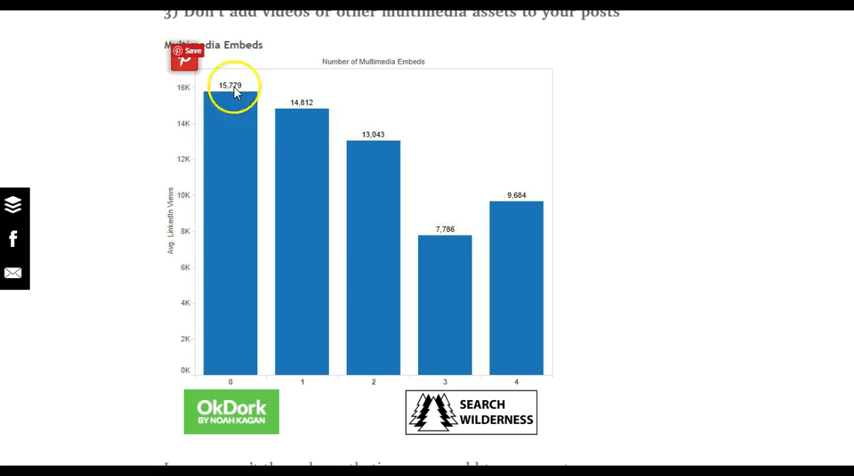 3) Don't add videos or other multimedia assets to your posts
Multimedia Embeds
Save
Number of Multimedia Embeds
15,779
16K
14,812
14K
13,043
12K
10K
9,684
Avg. LinkedIn Views
8K
7,786
6K
4K
2K
0K
0 1 2 3 4
OkDork
BY NOAH KAGAN
SEARCH
WILDERNESS